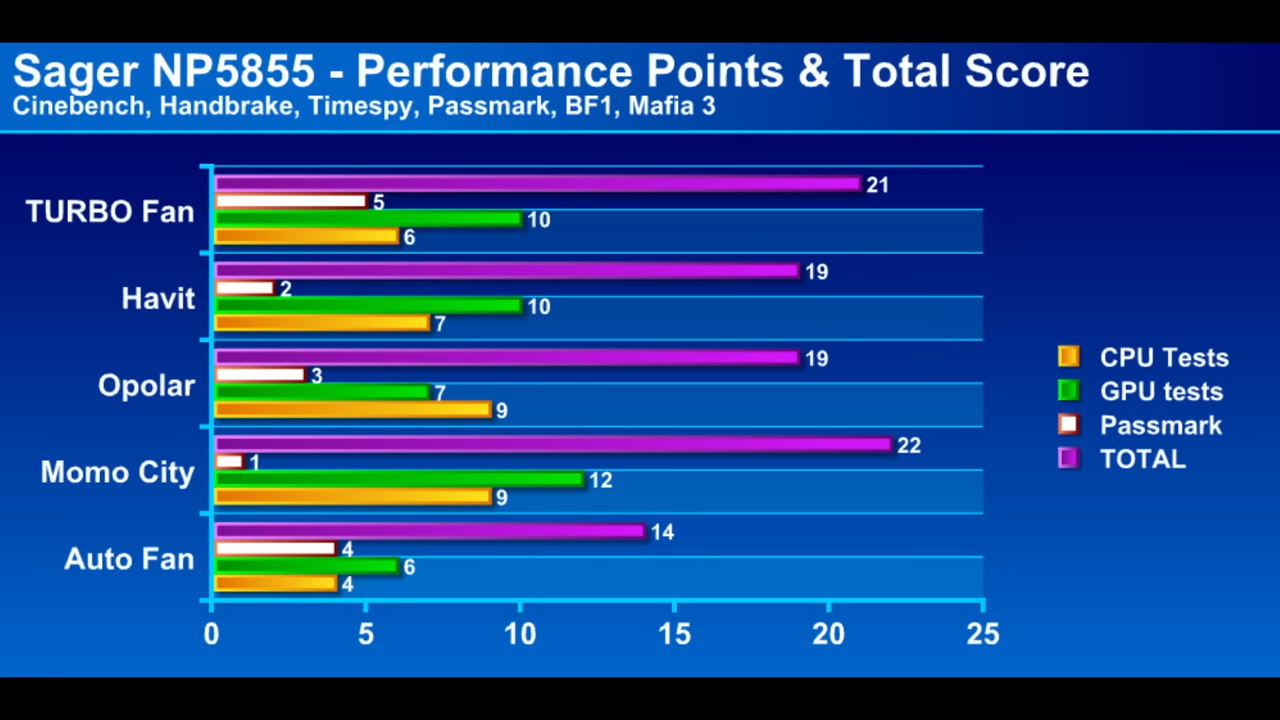 Sager NP5855 - Performance Points & Total Score
Cinebench, Handbrake, Timespy, Passmark, BF1, Mafia 3
TURBO Fan
21
5
10
6
Havit
19
2
10
7
Opolar
19
3
7
9
Momo City
22
1
12
9
Auto Fan
14
4
6
4
0 5 10 15 20 25
CPU Tests
GPU tests
Passmark
TOTAL